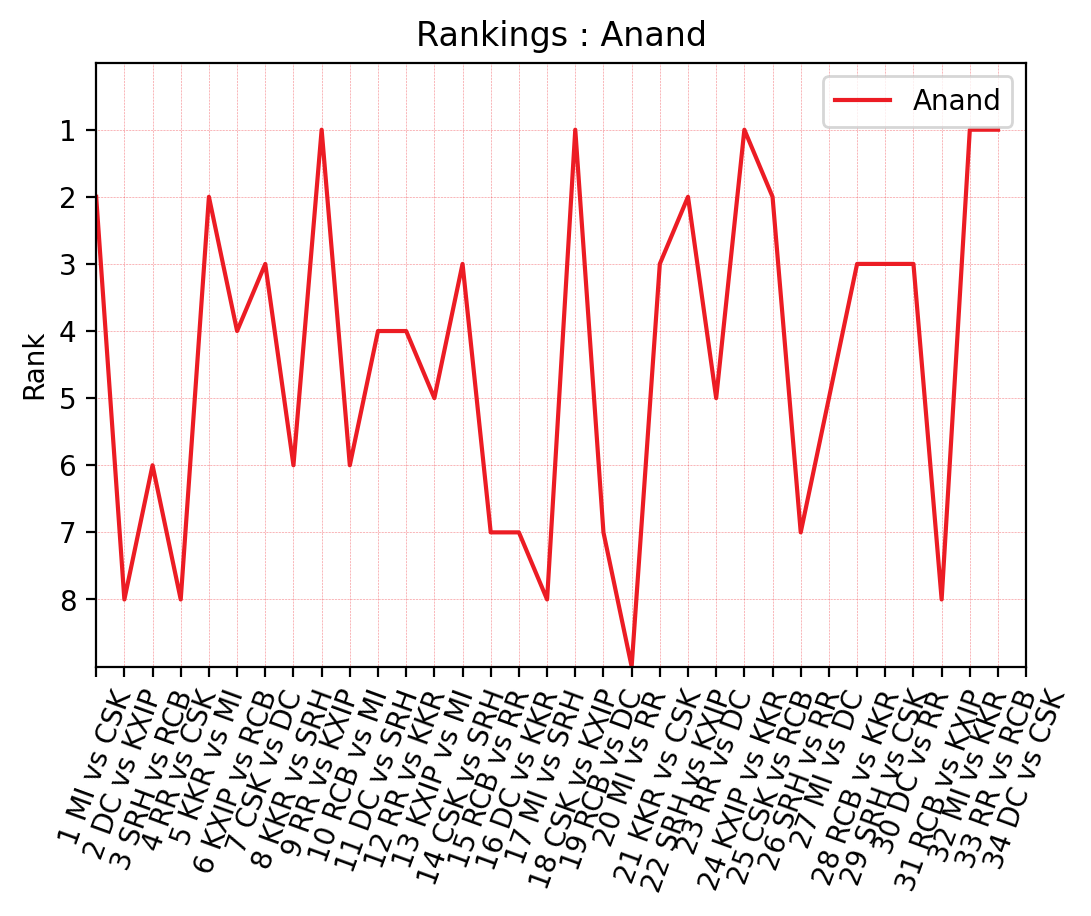 Rankings : Anand
Anand
Rank
1
2
3
4
5
6
7
8
1 MI vs CSK
2 DC vs KXIP
3 SRH vs RCB
4 RR vs CSK
5 KKR vs MI
6 KXIP vs RCB
7 CSK vs DC
8 KKR vs SRH
9 RR vs KXIP
10 RCB vs MI
11 DC vs SRH
12 RR vs KKR
13 KXIP vs MI
14 CSK vs SRH
15 RCB vs RR
16 DC vs KKR
17 MI vs SRH
18 CSK vs KXIP
19 RCB vs DC
20 MI vs RR
21 KKR vs CSK
22 SRH vs KXIP
23 RR vs DC
24 KXIP vs KKR
25 CSK vs RCB
26 SRH vs RR
27 MI vs DC
28 RCB vs KKR
29 SRH vs CSK
30 DC vs RR
31 RCB vs KXIP
32 MI vs KKR
33 RR vs RCB
34 DC vs CSK